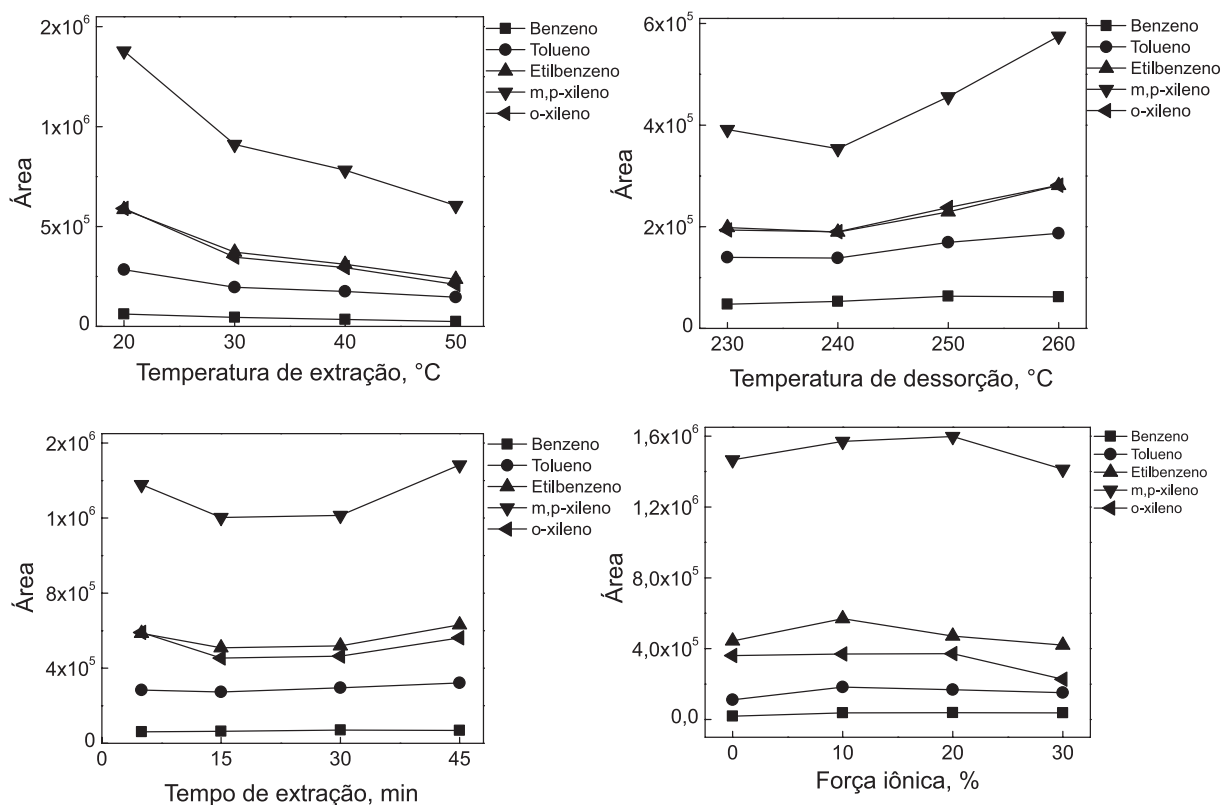 Benzeno
Tolueno
Etilbenzeno
m,p-xileno
o-xileno
2x10⁶
1x10⁶
5x10⁵
0
Área
20 30 40 50
Temperatura de extração, °C
Benzeno
Tolueno
Etilbenzeno
m,p-xileno
o-xileno
6x10⁵
4x10⁵
2x10⁵
0
Área
230 240 250 260
Temperatura de dessorção, °C
Benzeno
Tolueno
Etilbenzeno
m,p-xileno
o-xileno
2x10⁶
1x10⁶
8x10⁵
4x10⁵
0
Área
0 15 30 45
Tempo de extração, min
Benzeno
Tolueno
Etilbenzeno
m,p-xileno
o-xileno
1,6x10⁶
1,2x10⁶
8,0x10⁵
4,0x10⁵
0,0
Área
0 10 20 30
Força iônica, %